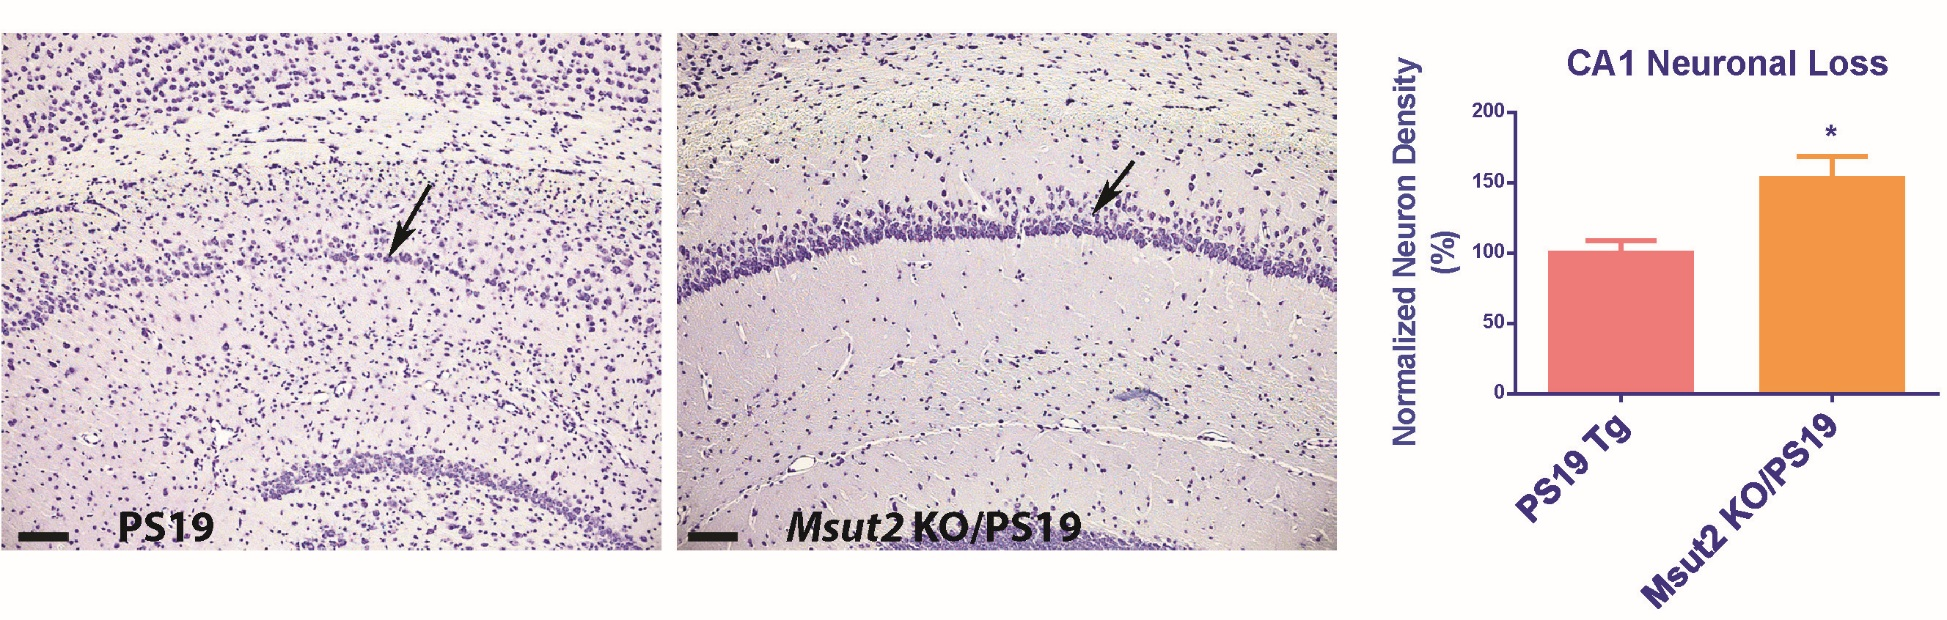 PS19
Msut2 KO/PS19
CA1 Neuronal Loss
Normalized Neuron Density
(%)
200
150
100
50
0
*
PS19 Tg
Msut2 KO/PS19